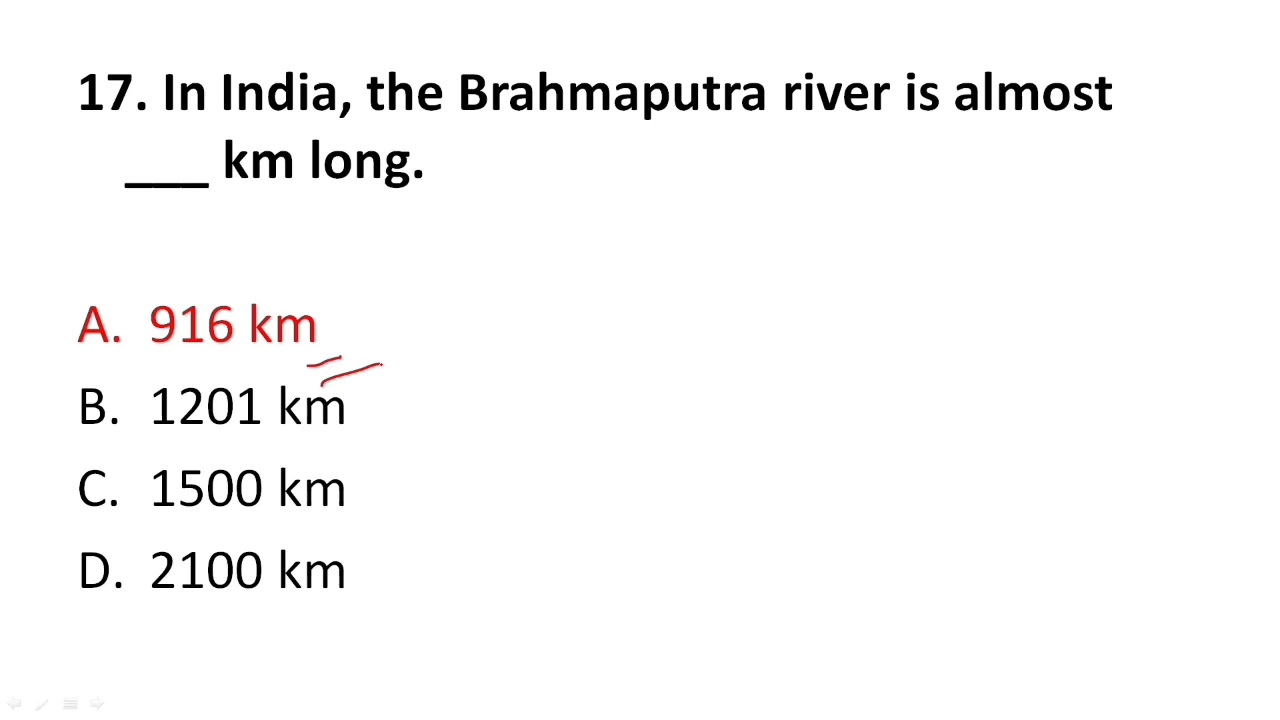 17. In India, the Brahmaputra river is almost
___ km long.
A. 916 km
B. 1201 km
C. 1500 km
D. 2100 km